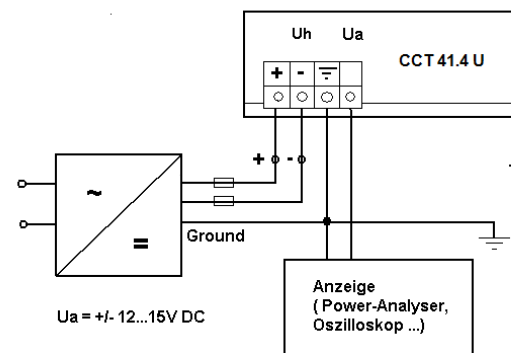 Uh Ua
CCT 41.4 U
+ -
+ -
~
=
Ground
Ua = +/- 12...15V DC
Anzeige
( Power-Analyser,
Oszilloskop ...)